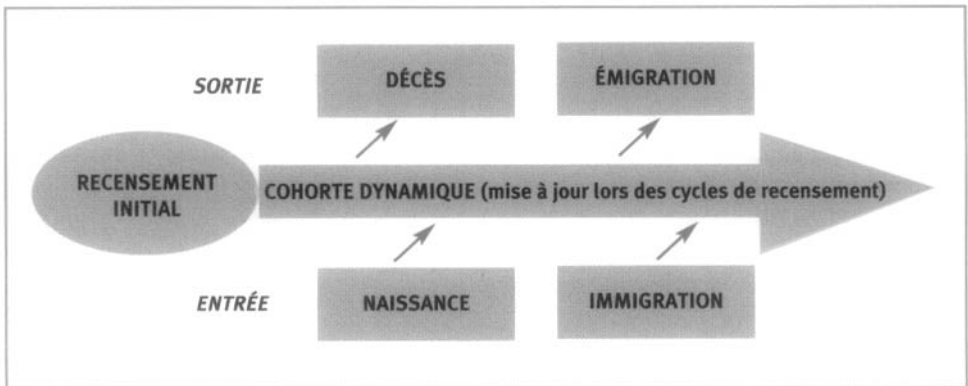 SORTIE
DÉCÈS
ÉMIGRATION
RECENSEMENT
INITIAL
COHORTE DYNAMIQUE (mise à jour lors des cycles de recensement)
ENTRÉE
NAISSANCE
IMMIGRATION